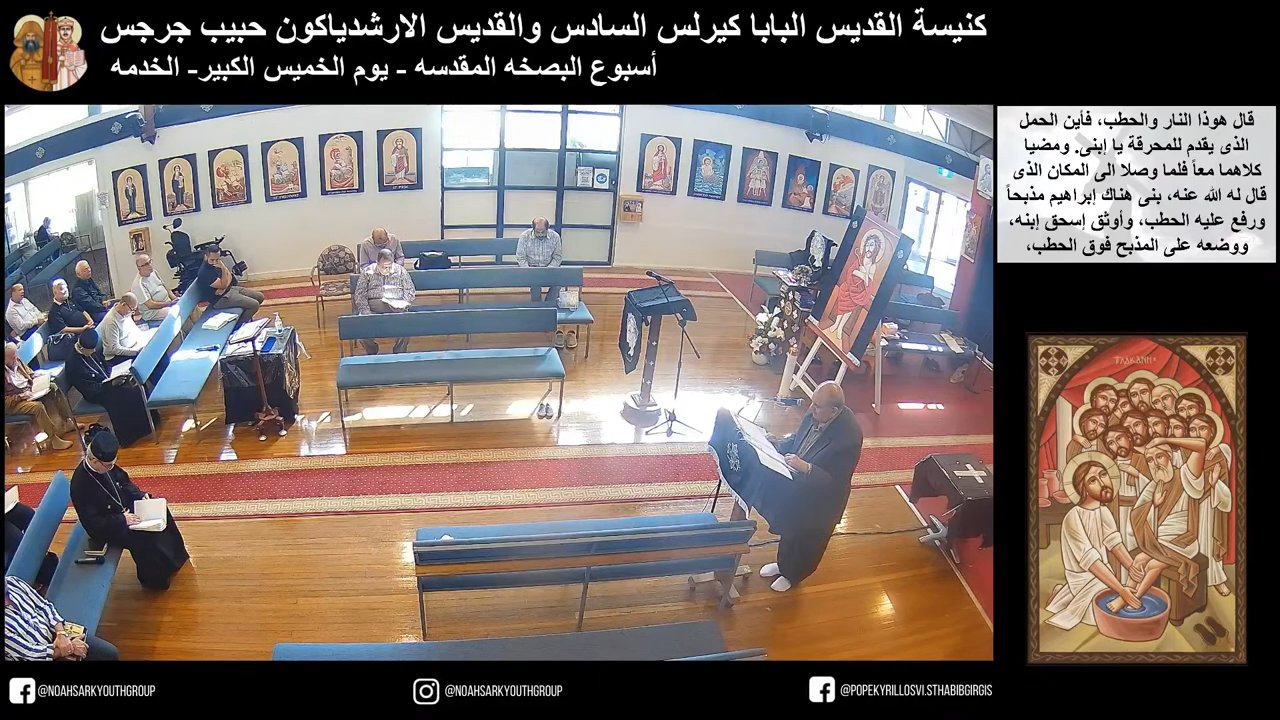 كنيسة القديس البابا كيرلس السادس والقديس الارشدياكون حبيب جرجس
أسبوع البصخه المقدسه - يوم الخميس الكبير- الخدمه
قال هوذا النار والحطب، فأين الحمل
الذى يقدم للمحرقة يا إبنى. ومضيا
كلاهما معاً فلما وصلا الى المكان الذى
قال له الله عنه، بنى هناك إبراهيم مذبحاً
ورفع عليه الحطب، وأوثق إسحق إبنه،
ووضعه على المذبح فوق الحطب،
@NOAHSARKYOUTHGROUP
@NOAHSARKYOUTHGROUP
@POPEKYRILLOSVI.STHABIBGIRGIS